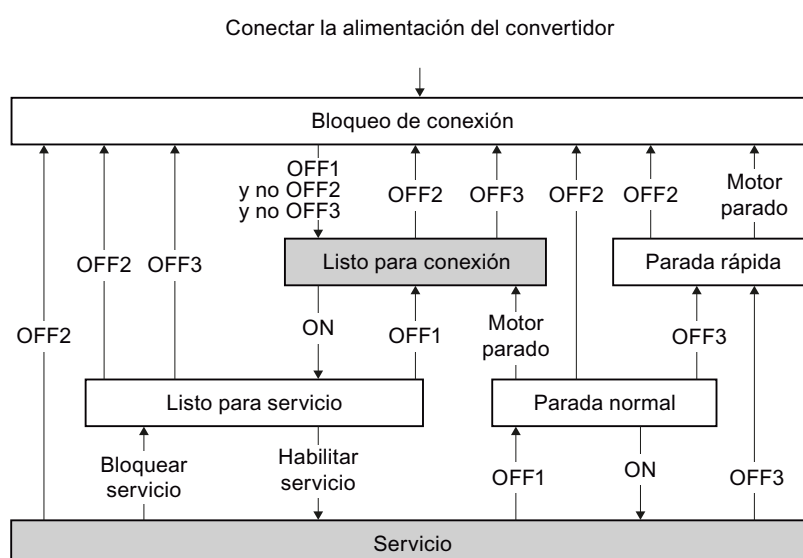 Conectar la alimentación del convertidor
Bloqueo de conexión
OFF1
y no OFF2
y no OFF3
OFF2
OFF3
OFF2
OFF2
Motor
parado
OFF2
OFF3
Listo para conexión
Parada rápida
OFF2
ON
OFF1
Motor
parado
OFF3
Listo para servicio
Parada normal
Bloquear
servicio
Habilitar
servicio
OFF1
ON
OFF3
Servicio